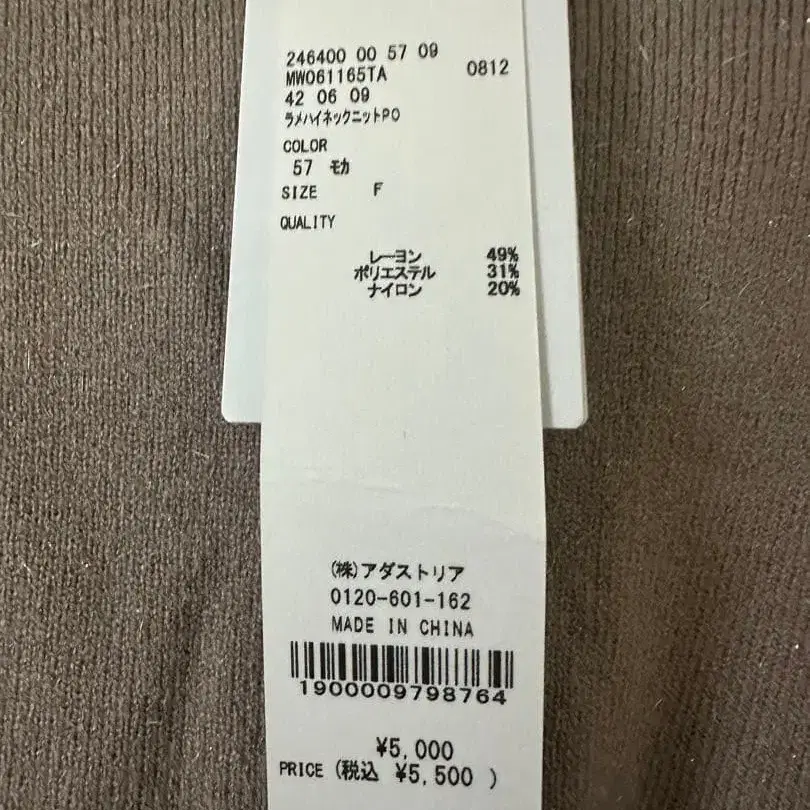 246400 00 57 09
MW061165TA 0812
42 06 09
ラメハイネックニットPO
COLOR
57 モカ
SIZE F
QUALITY
レーヨン 49%
ポリエステル 31%
ナイロン 20%
(株)アダストリア
0120-601-162
MADE IN CHINA
1900009798764
¥5,000
PRICE (税込 ¥5,500 )